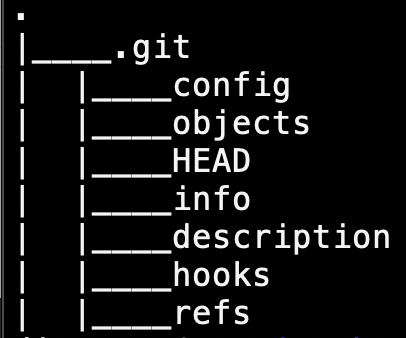 .
|____.git
|   |____config
|   |____objects
|   |____HEAD
|   |____info
|   |____description
|   |____hooks
|   |____refs